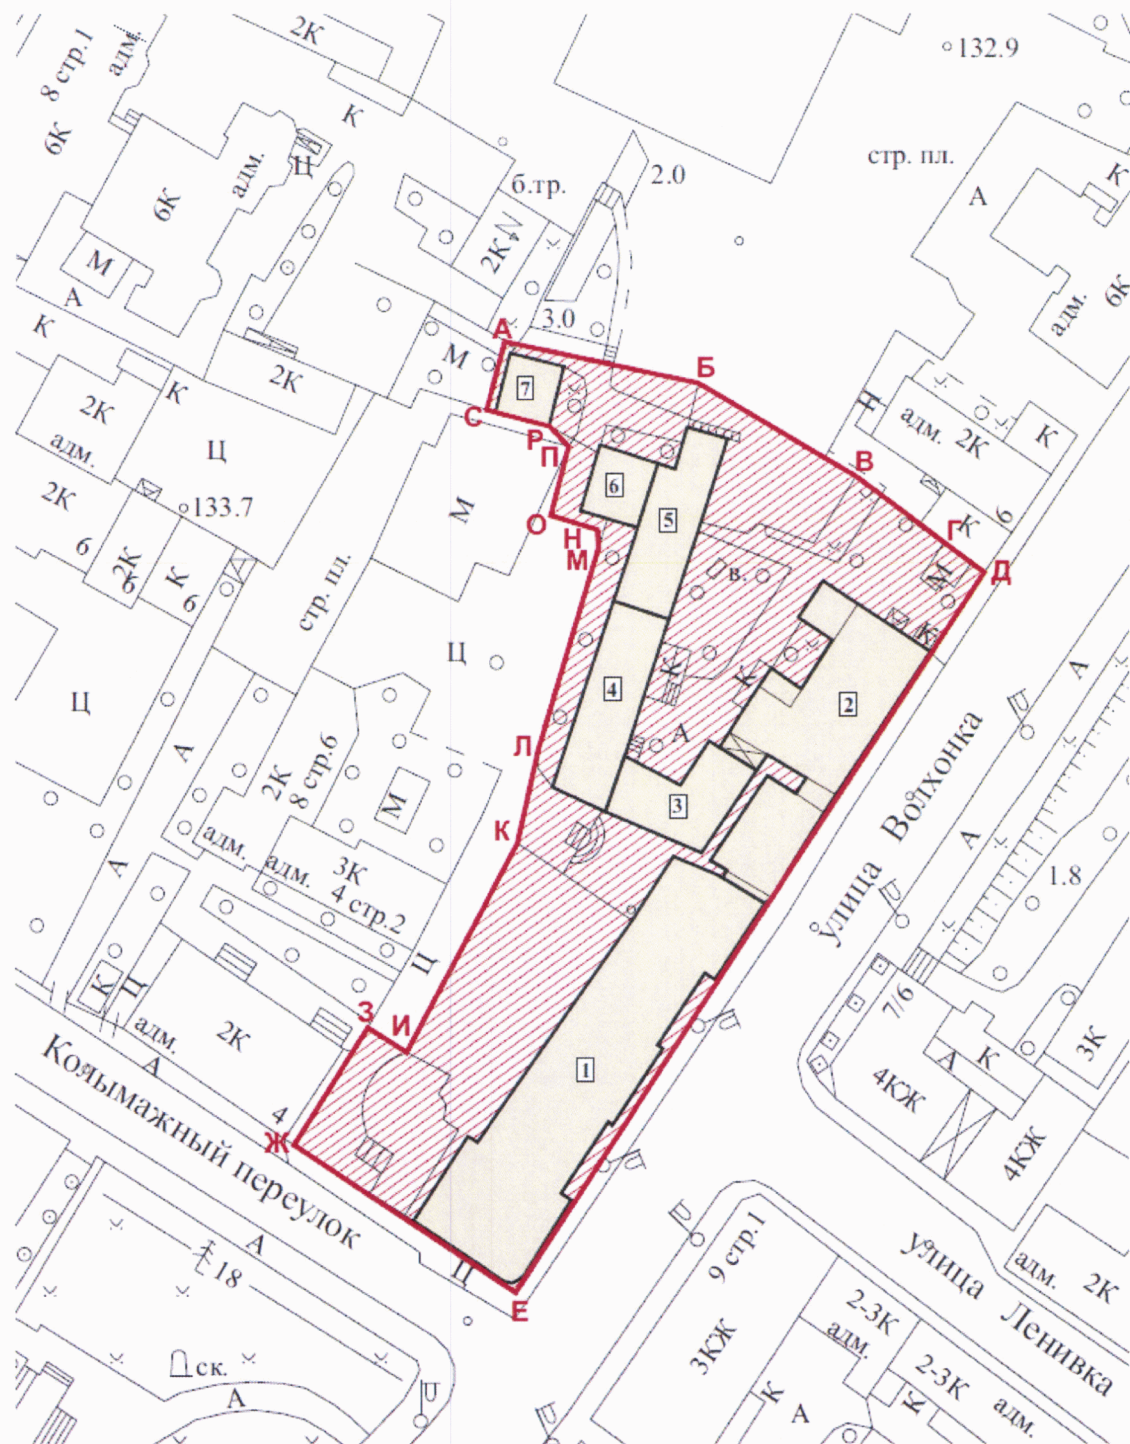 2К
8 стр.1
адм.
6К
К
132.9
стр. пл.
А
К
Ц
адм.
6К
б.тр.
2.0
2К
М
А
К
3.0
6К
адм.
А
Б
М
7
К
2К
С
Р
П
Н
адм. 2К
К
2К
адм.
Ц
В
6
133.7
М
О
5
Г
К
6
2К
6
2К
6
К
6
Н
М
в.
М
Д
стр. пл.
Ц
К
К
4
К
2
А
Ц
А
Л
А
3
улица Волхонка
2К
8 стр.6
М
А
К
адм.
3К
адм.
4 стр.2
А
1.8
Ц
К
Ц
7/6
З
И
адм.
2К
А
К
3К
А
1
4КЖ
4
Ж
4КЖ
Колымажный переулок
А
18
Ц
Е
9 стр.1
улица Ленивка
адм. 2К
3КЖ
2-3К
адм.
2-3К
адм.
ск.
А
К
А
К